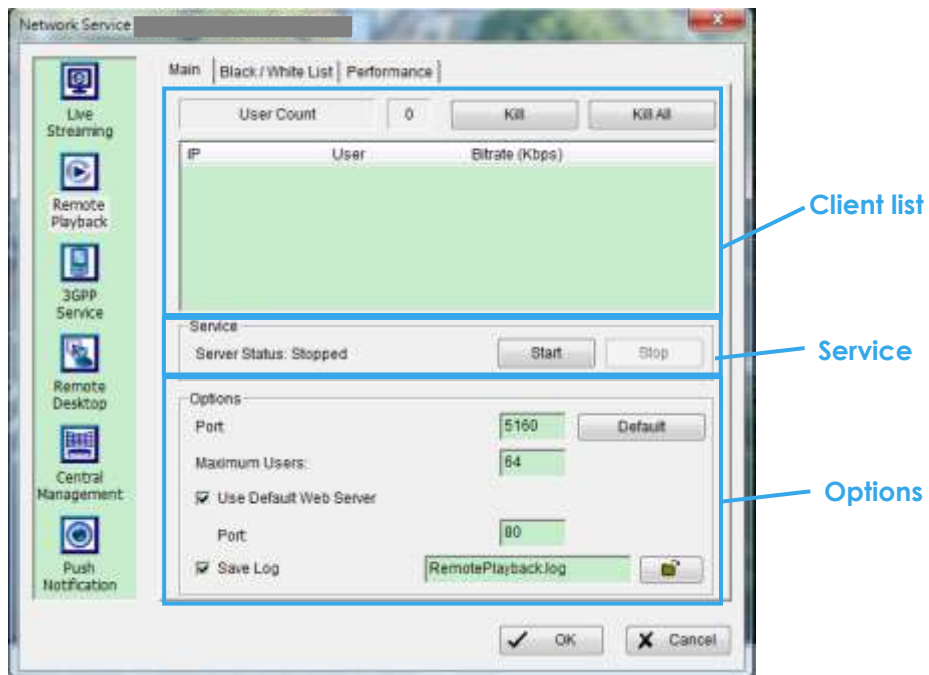 Network Service
Live
Streaming
Remote
Playback
3GPP
Service
Remote
Desktop
Central
Management
Push
Notification
Main Black / White List Performance
User Count 0 Kill Kill All
IP User Bitrate (Kbps)
Client list
Service
Server Status: Stopped Start Stop
Service
Options
Port 5160 Default
Maximum Users: 64
Use Default Web Server
Options
Port 80
Save Log RemotePlayback.log
OK Cancel